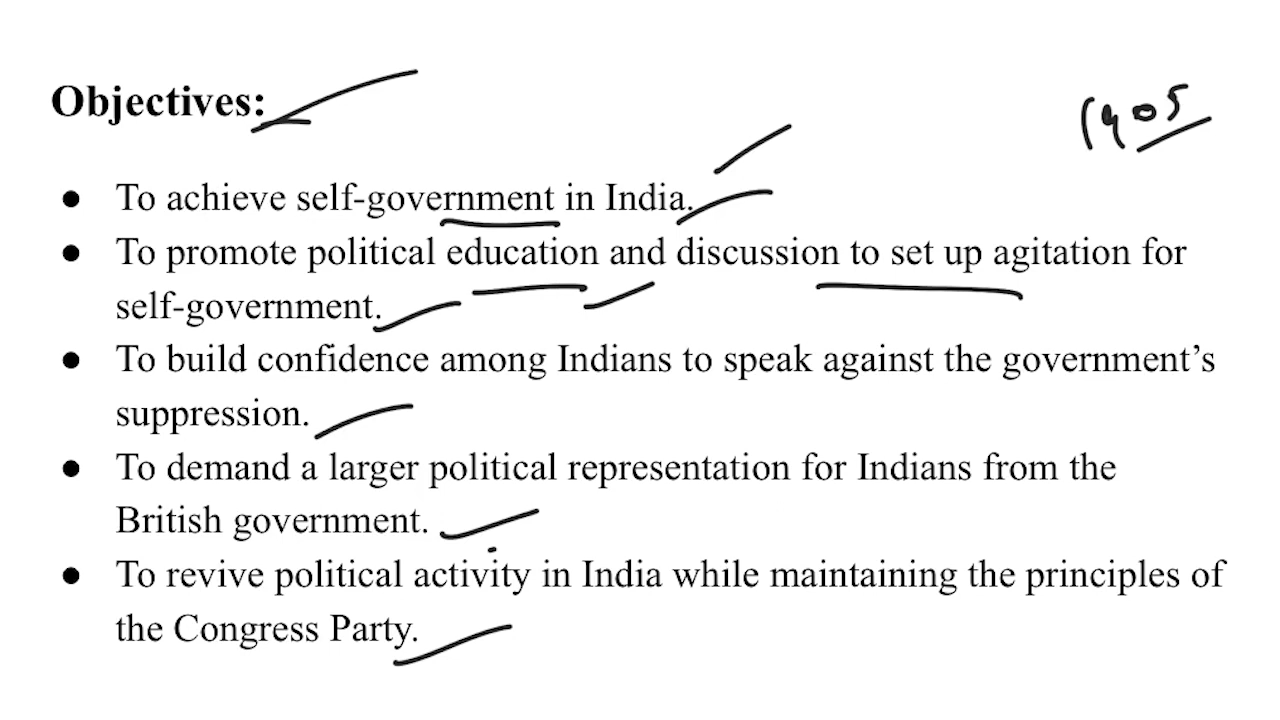 Objectives:
1905
● To achieve self-government in India.
● To promote political education and discussion to set up agitation for
self-government.
● To build confidence among Indians to speak against the government’s
suppression.
● To demand a larger political representation for Indians from the
British government.
● To revive political activity in India while maintaining the principles of
the Congress Party.